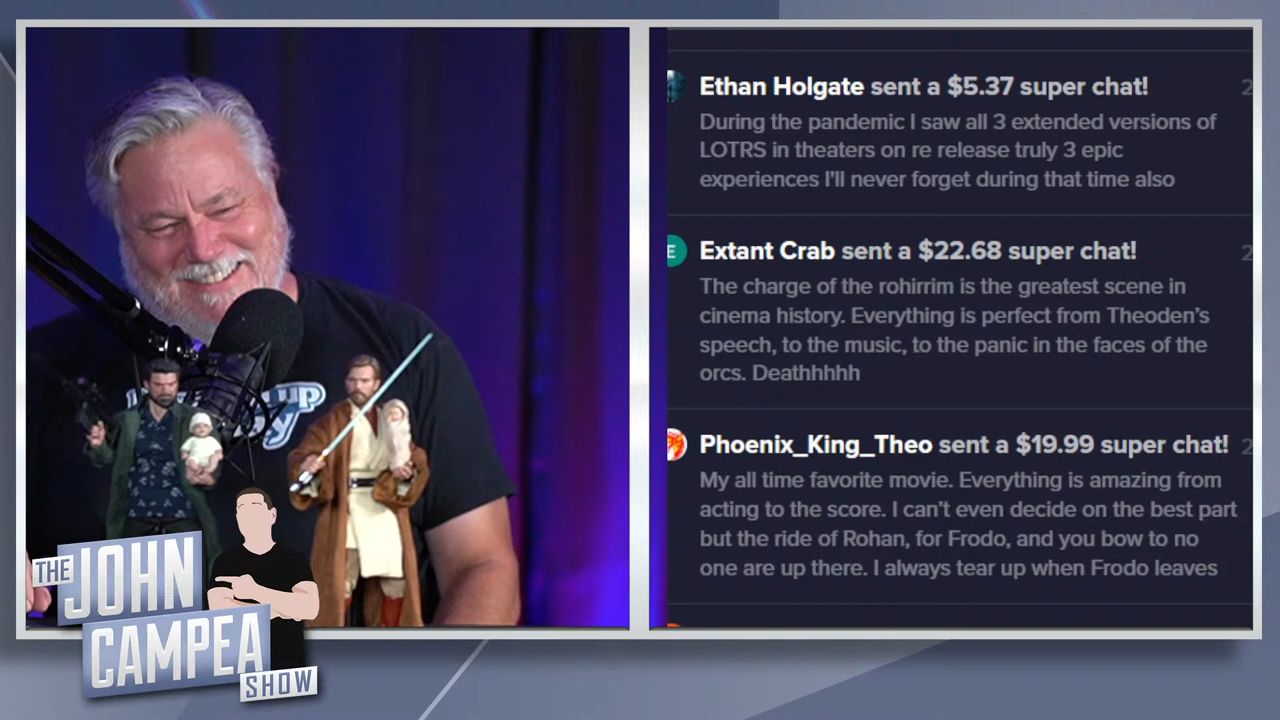 Ethan Holgate sent a $5.37 super chat!
During the pandemic I saw all 3 extended versions of
LOTRS in theaters on re release truly 3 epic
experiences I'll never forget during that time also
E
Extant Crab sent a $22.68 super chat!
The charge of the rohirrim is the greatest scene in
cinema history. Everything is perfect from Theoden’s
speech, to the music, to the panic in the faces of the
orcs. Deathhhhh
Phoenix_King_Theo sent a $19.99 super chat!
My all time favorite movie. Everything is amazing from
acting to the score. I can’t even decide on the best part
but the ride of Rohan, for Frodo, and you bow to no
one are up there. I always tear up when Frodo leaves
THE
JOHN
CAMPEA
SHOW